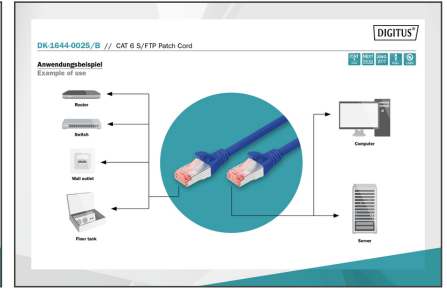 DIGITUS®
DK-1644-0025/B // CAT 6 S/FTP Patch Cord
Anwendungsbeispiel
Example of use
Router
Switch
Wall outlet
Floor tank
Computer
Server